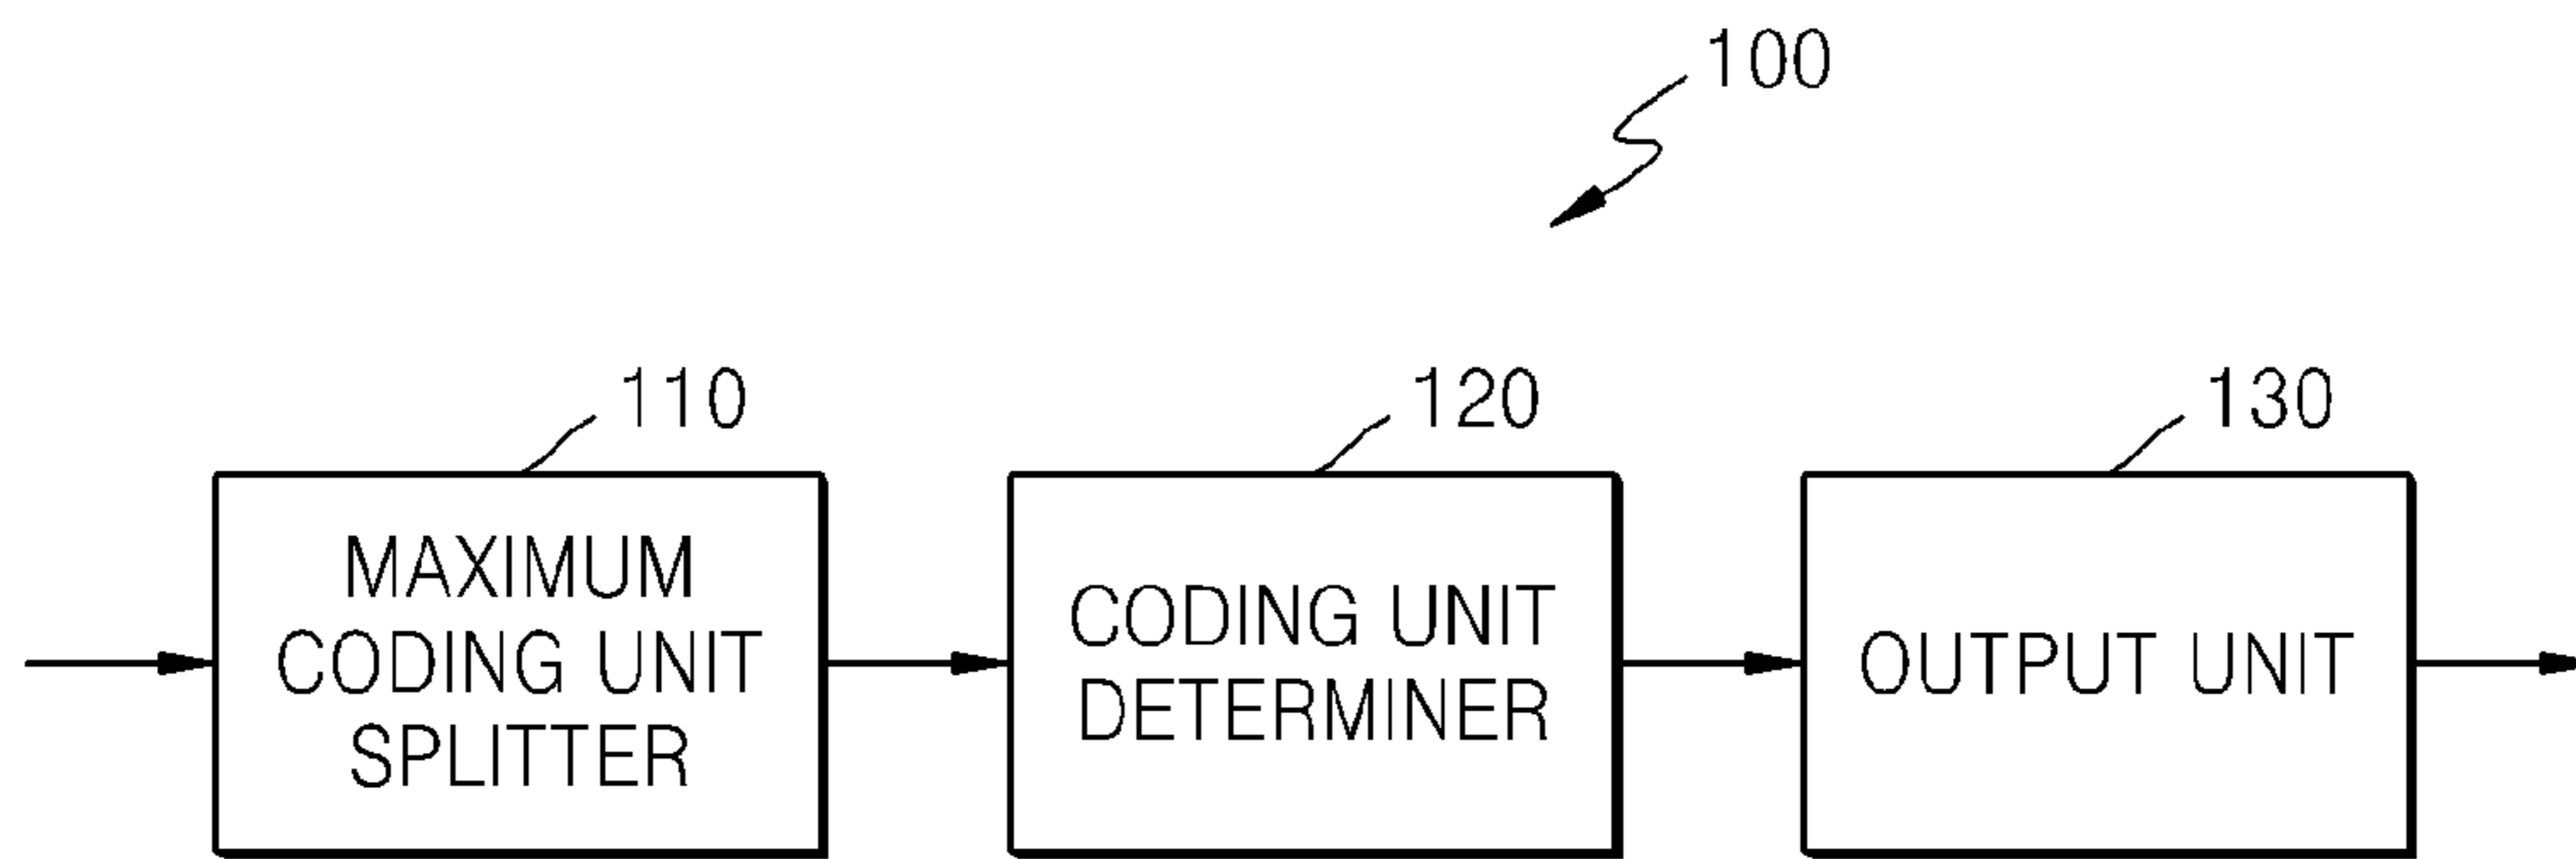 100
110
120
130
MAXIMUM
CODING UNIT
SPLITTER
CODING UNIT
DETERMINER
OUTPUT UNIT